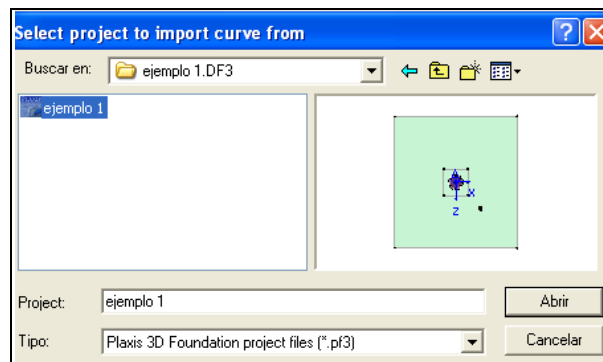 Select project to import curve from
Buscar en: ejemplo 1.DF3
ejemplo 1
x
z
Project: ejemplo 1 Abrir
Tipo: Plaxis 3D Foundation project files (*.pf3) Cancelar